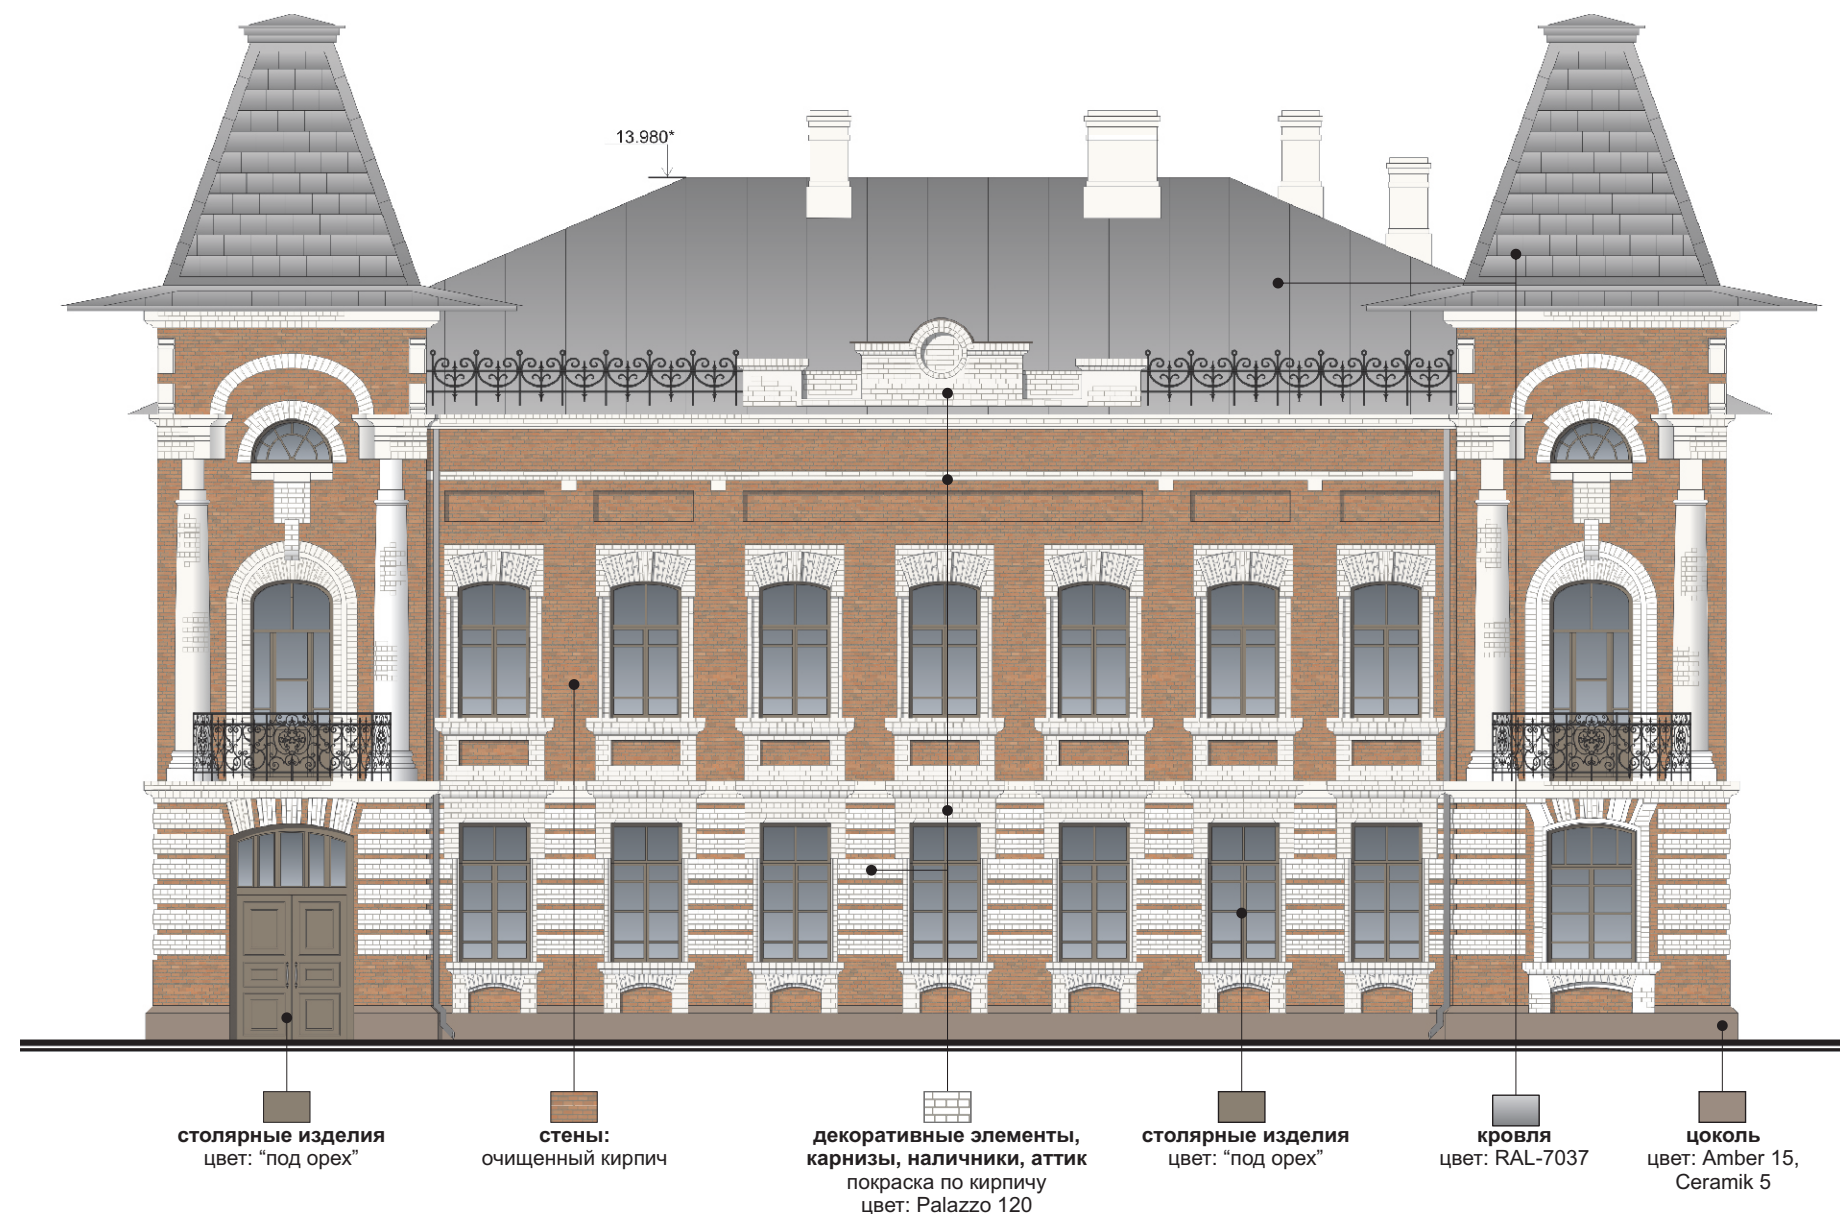 13.980*
столярные изделия
цвет: “под орех”
стены:
очищенный кирпич
декоративные элементы,
карнизы, наличники, аттик
покраска по кирпичу
цвет: Palazzo 120
столярные изделия
цвет: “под орех”
кровля
цвет: RAL-7037
цоколь
цвет: Amber 15,
Ceramik 5